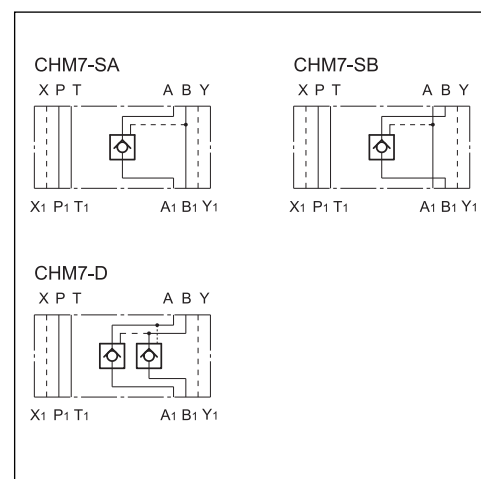 CHM7-SA
X P T A B Y
X1 P1 T1 A1 B1 Y1
CHM7-SB
X P T A B Y
X1 P1 T1 A1 B1 Y1
CHM7-D
X P T A B Y
X1 P1 T1 A1 B1 Y1